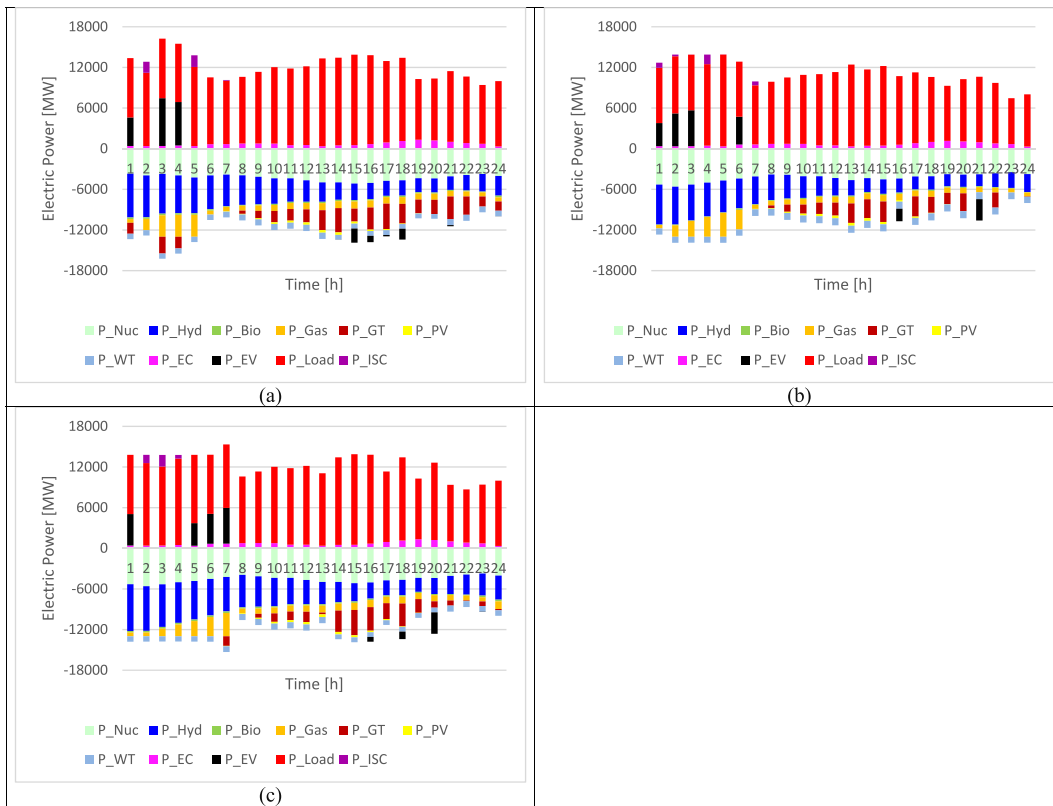 18000
12000
6000
0
-6000
-12000
-18000
Electric Power [MW]
1 2 3 4 5 6 7 8 9 10 11 12 13 14 15 16 17 18 19 20 21 22 23 24
Time [h]
P_Nuc P_Hyd P_Bio P_Gas P_GT P_PV
P_WT P_EC P_EV P_Load P_ISC
(a)
18000
12000
6000
0
-6000
-12000
-18000
Electric Power [MW]
1 2 3 4 5 6 7 8 9 10 11 12 13 14 15 16 17 18 19 20 21 22 23 24
Time [h]
P_Nuc P_Hyd P_Bio P_Gas P_GT P_PV
P_WT P_EC P_EV P_Load P_ISC
(b)
18000
12000
6000
0
-6000
-12000
-18000
Electric Power [MW]
1 2 3 4 5 6 7 8 9 10 11 12 13 14 15 16 17 18 19 20 21 22 23 24
Time [h]
P_Nuc P_Hyd P_Bio P_Gas P_GT P_PV
P_WT P_EC P_EV P_Load P_ISC
(c)